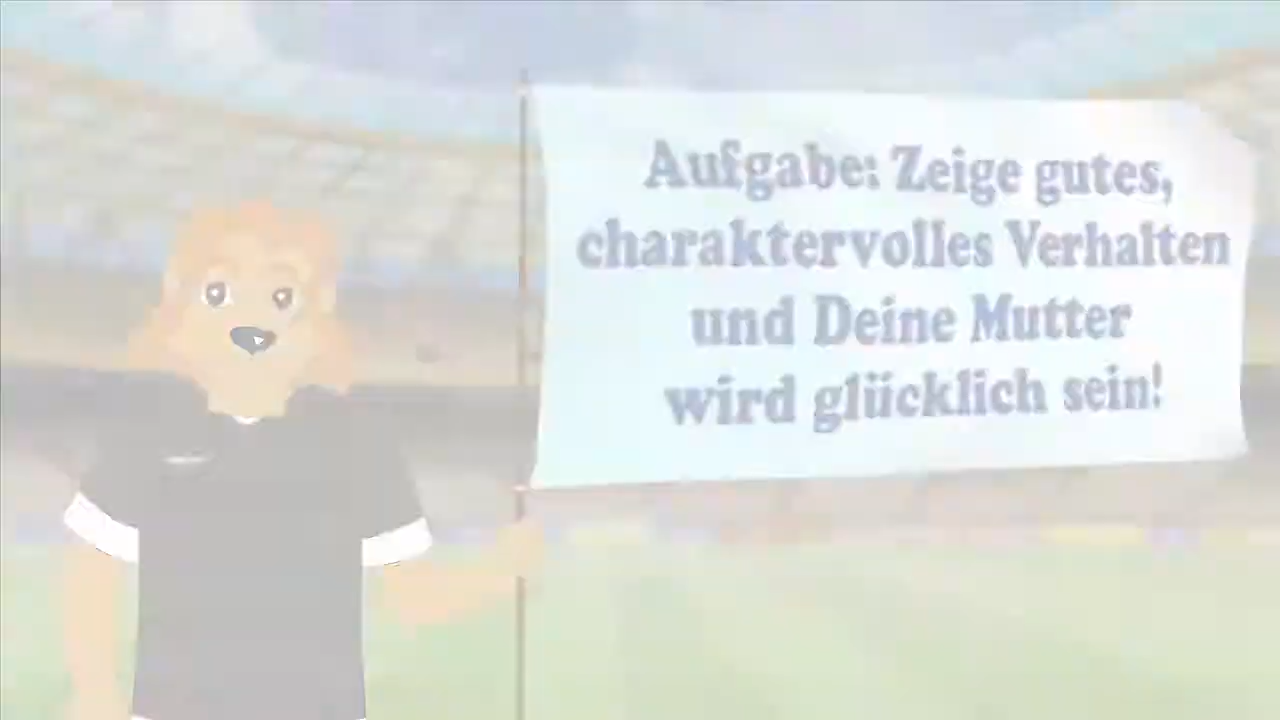 Aufgabe: Zeige gutes,
charaktervolles Verhalten
und Deine Mutter
wird glücklich sein!